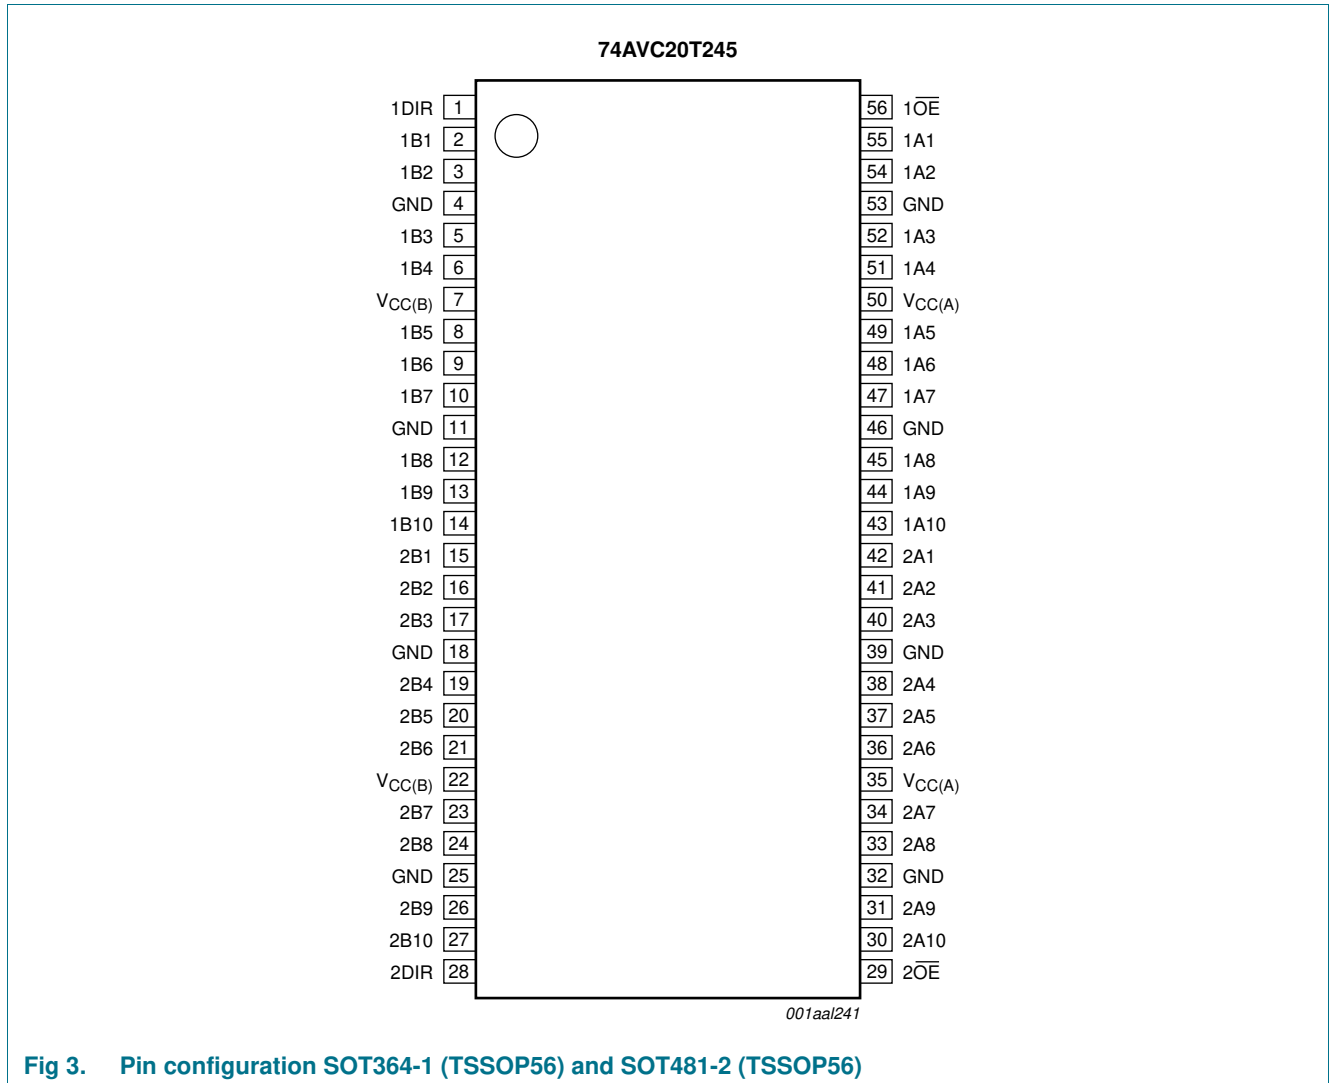 74AVC20T245
1DIR 1 56 1OE
1B1 2 55 1A1
1B2 3 54 1A2
GND 4 53 GND
1B3 5 52 1A3
1B4 6 51 1A4
VCC(B) 7 50 VCC(A)
1B5 8 49 1A5
1B6 9 48 1A6
1B7 10 47 1A7
GND 11 46 GND
1B8 12 45 1A8
1B9 13 44 1A9
1B10 14 43 1A10
2B1 15 42 2A1
2B2 16 41 2A2
2B3 17 40 2A3
GND 18 39 GND
2B4 19 38 2A4
2B5 20 37 2A5
2B6 21 36 2A6
VCC(B) 22 35 VCC(A)
2B7 23 34 2A7
2B8 24 33 2A8
GND 25 32 GND
2B9 26 31 2A9
2B10 27 30 2A10
2DIR 28 29 2OE
001aal241
Fig 3. Pin configuration SOT364-1 (TSSOP56) and SOT481-2 (TSSOP56)